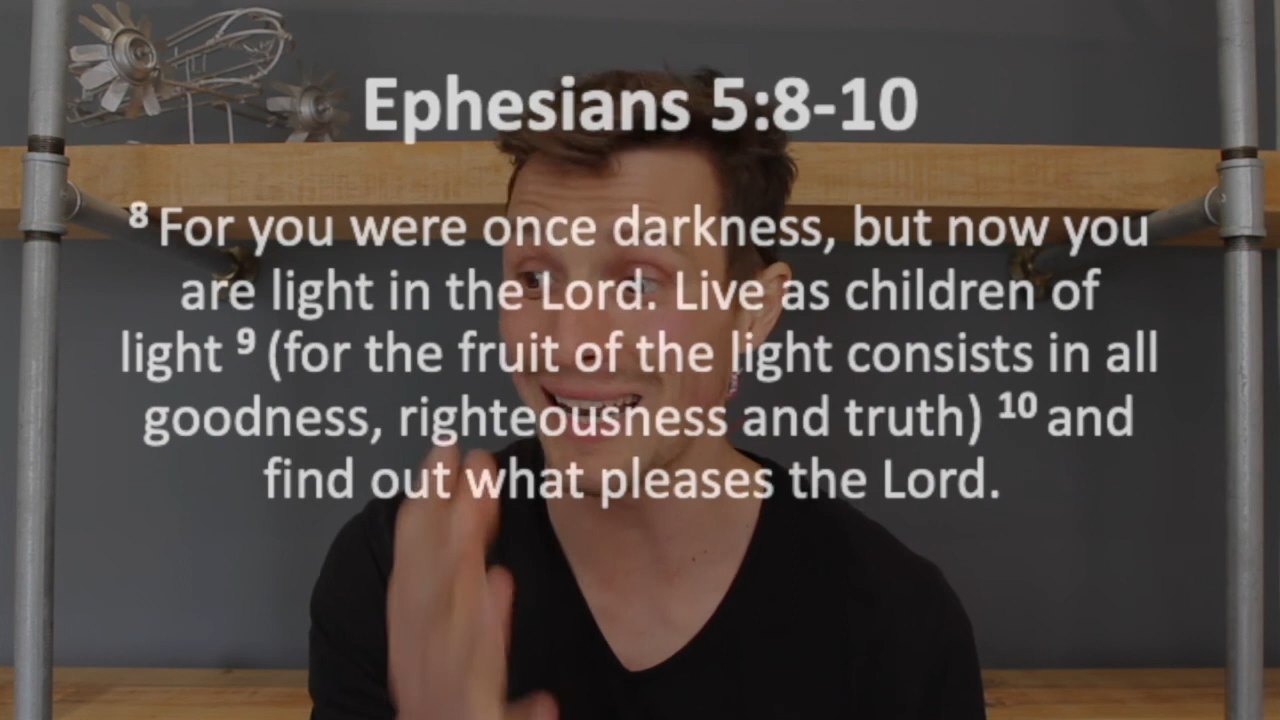 Ephesians 5:8-10
⁸ For you were once darkness, but now you
are light in the Lord. Live as children of
light ⁹ (for the fruit of the light consists in all
goodness, righteousness and truth) ¹⁰ and
find out what pleases the Lord.